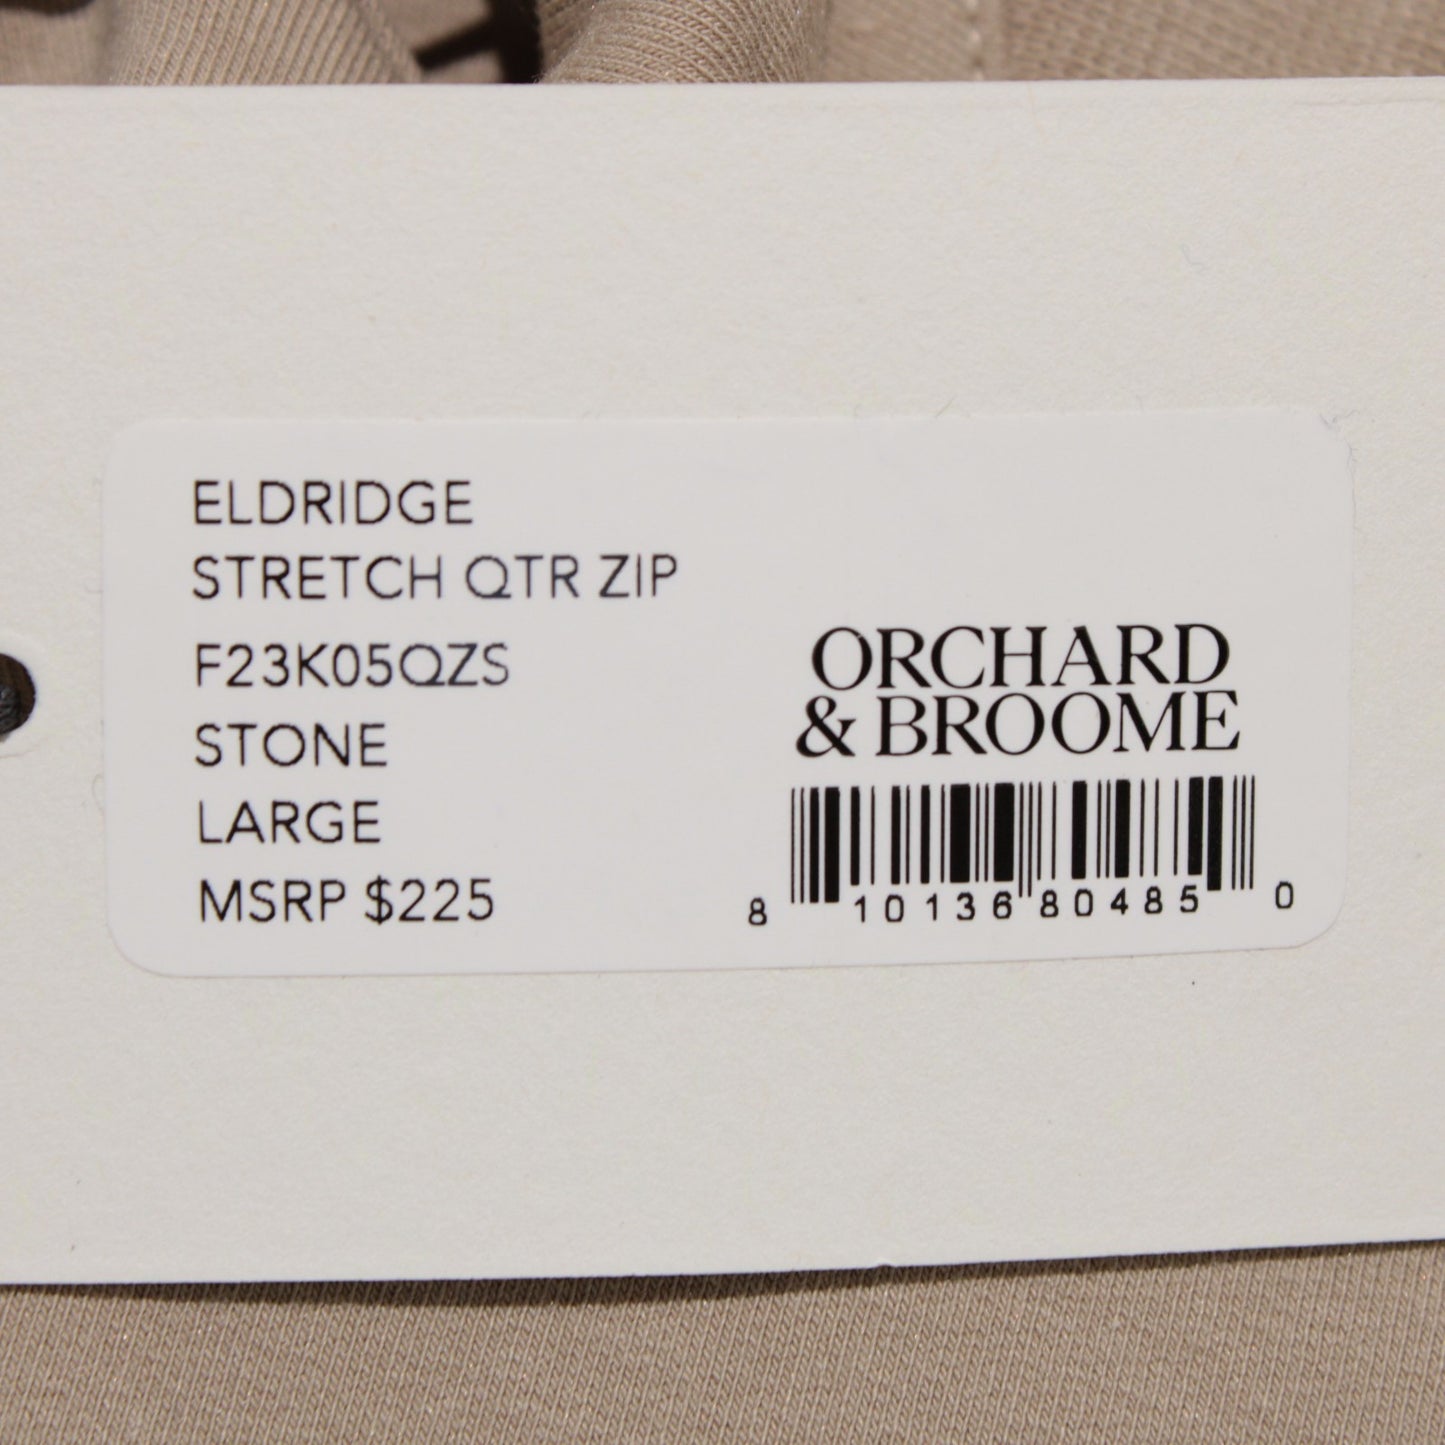 ELDRIDGE
STRETCH QTR ZIP
F23K05QZS
STONE
LARGE
MSRP $225
ORCHARD
& BROOME
8 10136 80485 0